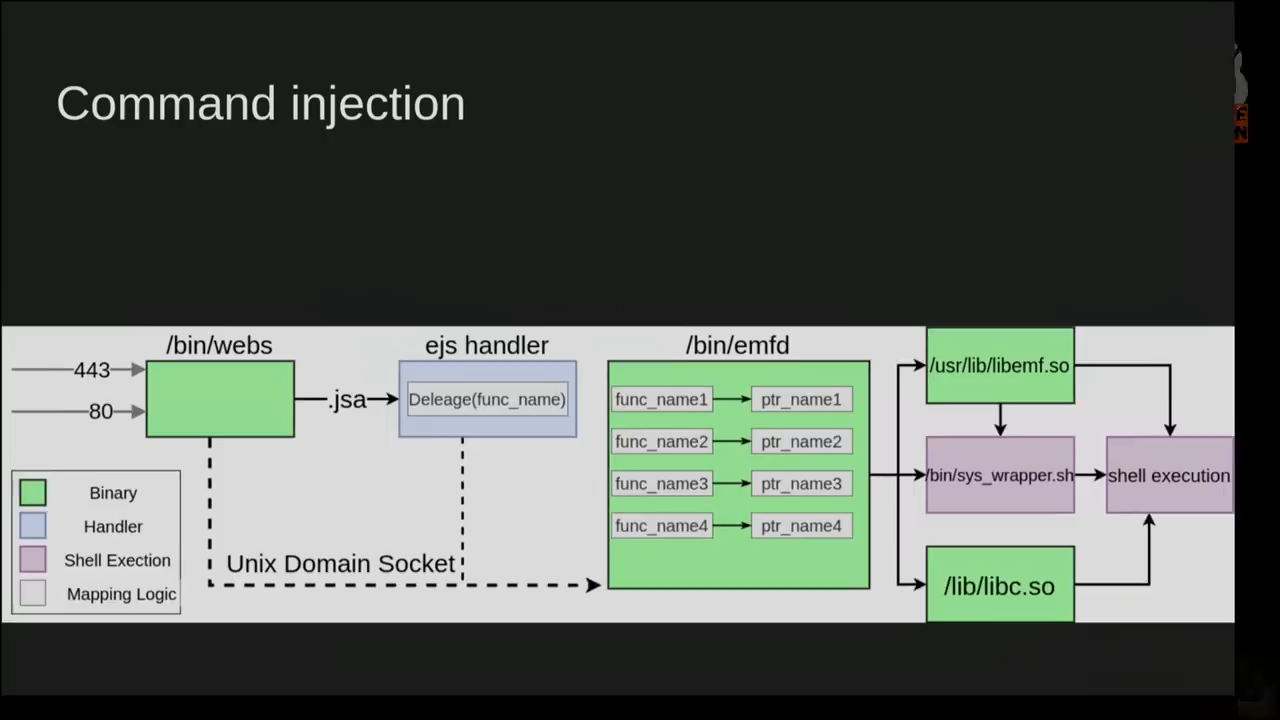 Command injection
/bin/webs
ejs handler
/bin/emfd
443
80
.jsa
Deleage(func_name)
func_name1
ptr_name1
func_name2
ptr_name2
func_name3
ptr_name3
func_name4
ptr_name4
/usr/lib/libemf.so
/bin/sys_wrapper.sh
shell execution
/lib/libc.so
Unix Domain Socket
Binary
Handler
Shell Exection
Mapping Logic
E
N